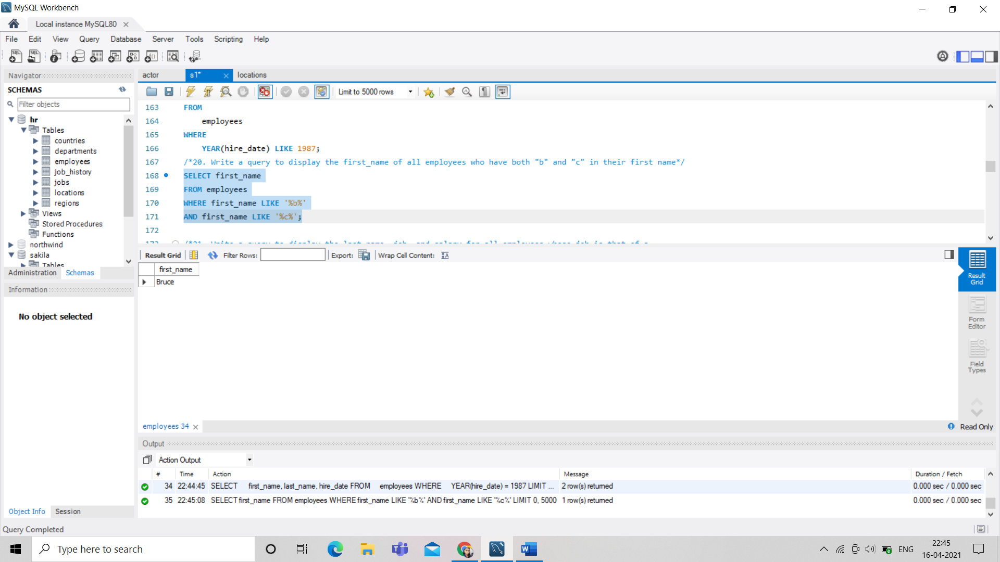 MySQL Workbench
Local instance MySQL80
File Edit View Query Database Server Tools Scripting Help
Navigator
SCHEMAS
Filter objects
hr
Tables
countries
departments
employees
job_history
jobs
locations
regions
Views
Stored Procedures
Functions
northwind
sakila
Tables
Administration Schemas
Information
No object selected
Object Info Session
actor s1* locations
Limit to 5000 rows
163 FROM
164 employees
165 WHERE
166 YEAR(hire_date) LIKE 1987;
167 /*20. Write a query to display the first_name of all employees who have both "b" and "c" in their first name*/
168 SELECT first_name
169 FROM employees
170 WHERE first_name LIKE '%b%'
171 AND first_name LIKE '%c%';
172
Result Grid Filter Rows: Export: Wrap Cell Content:
first_name
Bruce
Result Grid
Form Editor
Field Types
employees 34
Read Only
Output
Action Output
# Time Action Message Duration / Fetch
34 22:44:45 SELECT first_name, last_name, hire_date FROM employees WHERE YEAR(hire_date) = 1987 LIMIT ... 2 row(s) returned 0.000 sec / 0.000 sec
35 22:45:08 SELECT first_name FROM employees WHERE first_name LIKE '%b%' AND first_name LIKE '%c%' LIMIT 0, 5000 1 row(s) returned 0.000 sec / 0.000 sec
Query Completed
Type here to search
ENG
22:45
16-04-2021